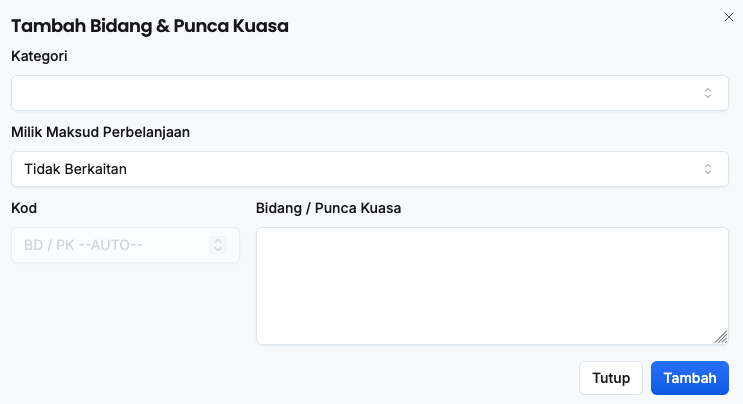 Tambah Bidang & Punca Kuasa
Kategori
Milik Maksud Perbelanjaan
Tidak Berkaitan
Kod
Bidang / Punca Kuasa
BD / PK --AUTO--
Tutup
Tambah